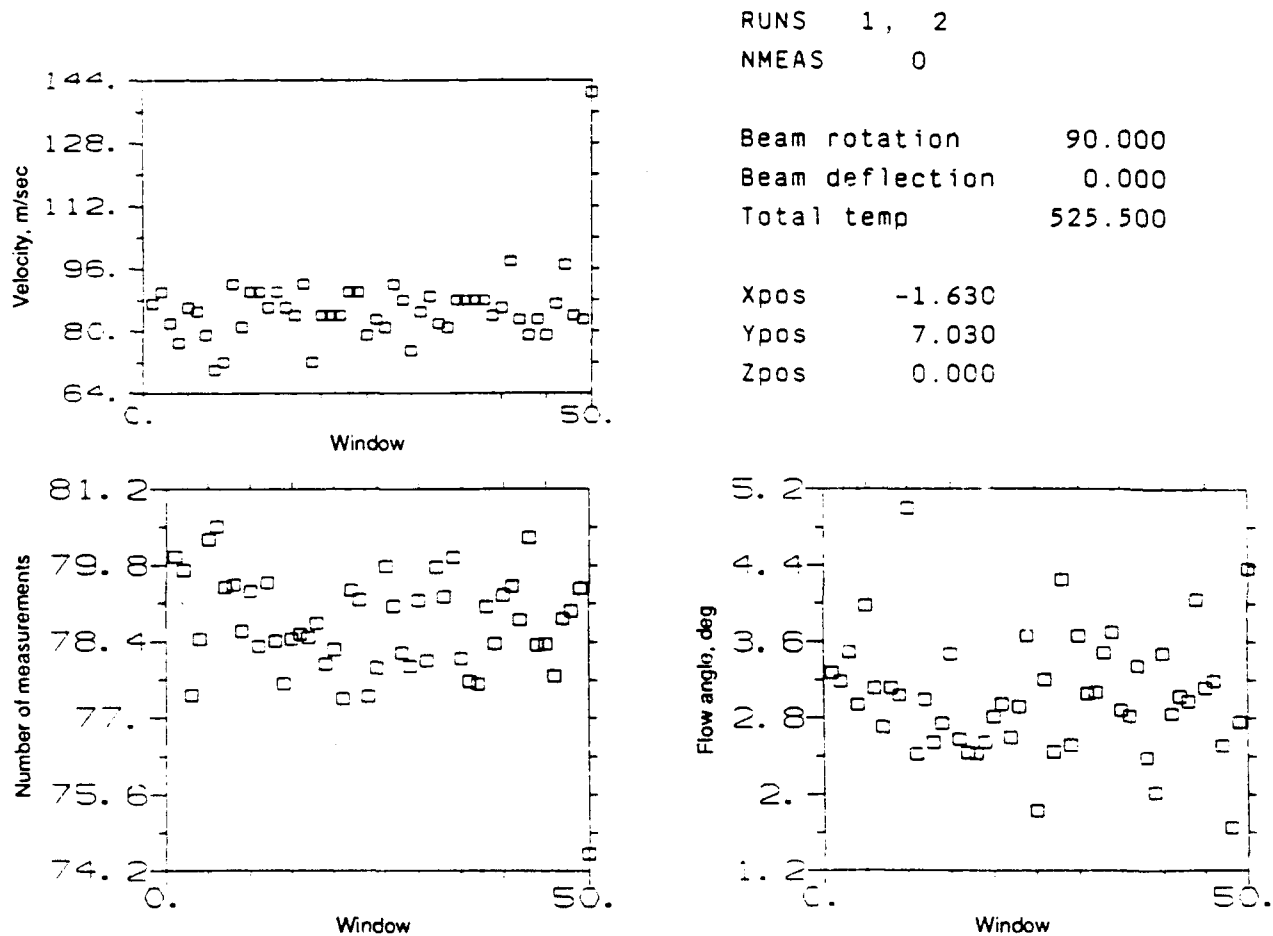 RUNS 1, 2
NMEAS 0
Beam rotation 90.000
Beam deflection 0.000
Total temp 525.500
Xpos -1.630
Ypos 7.030
Zpos 0.000
144.
128.
112.
96.
80.
64.
0. 50.
Velocity, m/sec
Window
81.2
79.8
78.4
77.
75.6
74.2
0. 50.
Number of measurements
Window
5.2
4.4
3.6
2.8
2.
1.2
0. 50.
Flow angle, deg
Window